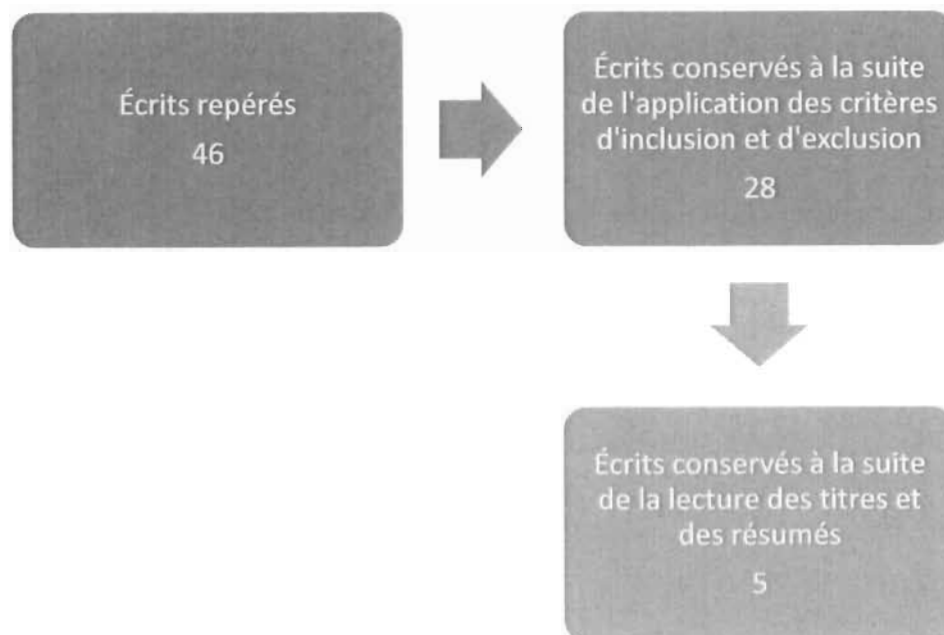 Écrits repérés
46
Écrits conservés à la suite
de l'application des critères
d'inclusion et d'exclusion
28
Écrits conservés à la suite
de la lecture des titres et
des résumés
5